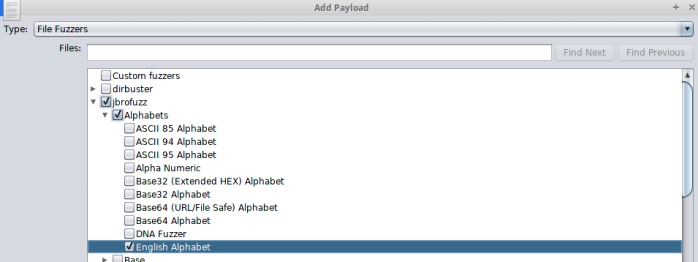 Add Payload
Type: File Fuzzers
Files: Find Next Find Previous
Custom fuzzers
dirbuster
jbrofuzz
Alphabets
ASCII 85 Alphabet
ASCII 94 Alphabet
ASCII 95 Alphabet
Alpha Numeric
Base32 (Extended HEX) Alphabet
Base32 Alphabet
Base64 (URL/File Safe) Alphabet
Base64 Alphabet
DNA Fuzzer
English Alphabet
Base